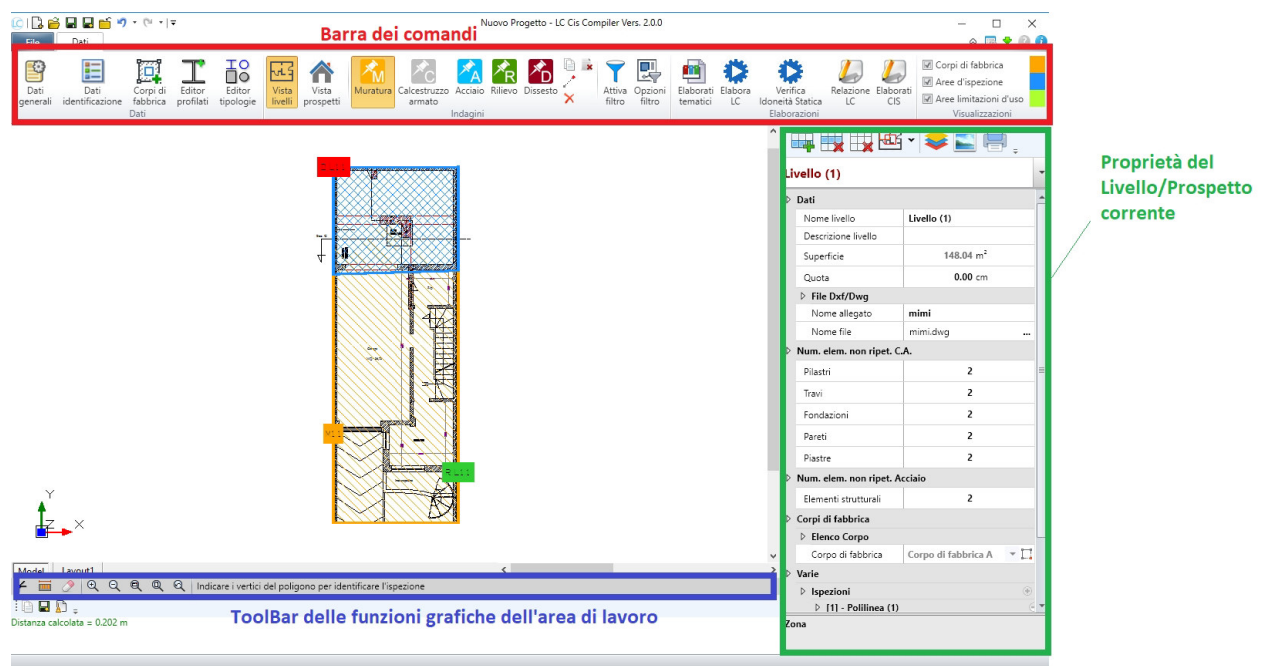 Nuovo Progetto - LC Cis Compiler Vers. 2.0.0
File Dati
Barra dei comandi
Dati generali
Dati identificazione
Corpi di fabbrica
Editor profilati
Editor tipologie
Dati
Vista livelli
Vista prospetti
Muratura
Calcestruzzo armato
Acciaio
Rilievo
Dissesto
Attiva filtro
Opzioni filtro
Indagini
Elaborati tematici
Elabora LC
Verifica Idoneità Statica
Relazione LC
Elaborati CIS
Elaborazioni
Corpi di fabbrica
Aree d'ispezione
Aree limitazioni d'uso
Visualizzazioni
Proprietà del
Livello/Prospetto
corrente
Livello (1)
Dati
Nome livello Livello (1)
Descrizione livello
Superficie 148.04 m²
Quota 0.00 cm
File Dxf/Dwg
Nome allegato mimi
Nome file mimi.dwg ...
Num. elem. non ripet. C.A.
Pilastri 2
Travi 2
Fondazioni 2
Pareti 2
Piastre 2
Num. elem. non ripet. Acciaio
Elementi strutturali 2
Corpi di fabbrica
Elenco Corpo
Corpo di fabbrica Corpo di fabbrica A
Varie
Ispezioni
[1] - Polilinea (1)
Zona
Y
Z X
Model Layout1
Indicare i vertici del poligono per identificare l'ispezione
ToolBar delle funzioni grafiche dell'area di lavoro
Distanza calcolata = 0.202 m